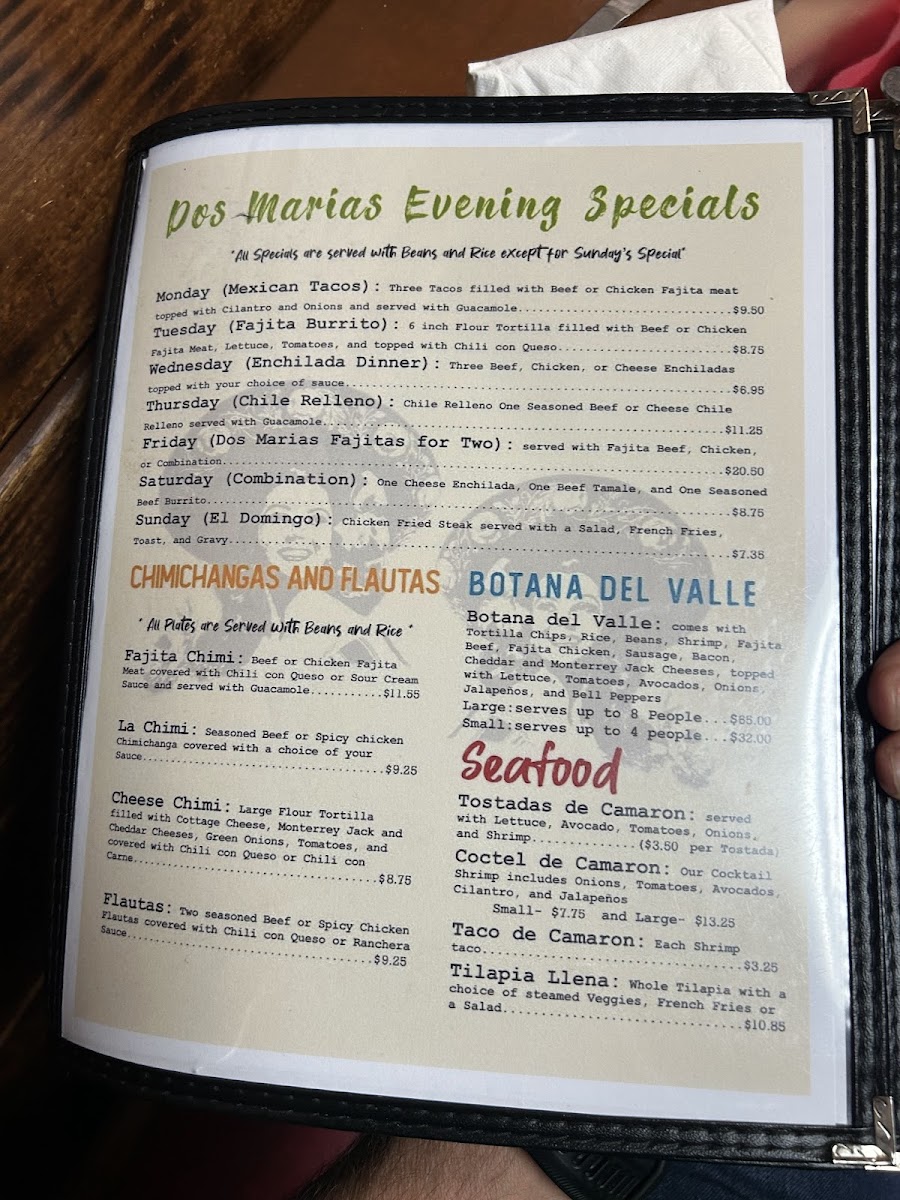 Dos Marias Evening Specials
*All Specials are served with Beans and Rice except for Sunday's Special*
Monday (Mexican Tacos): Three Tacos filled with Beef or Chicken Fajita meat
topped with Cilantro and Onions and served with Guacamole...$9.50
Tuesday (Fajita Burrito): 6 inch Flour Tortilla filled with Beef or Chicken
Fajita Meat, Lettuce, Tomatoes, and topped with Chili con Queso...$8.75
Wednesday (Enchilada Dinner): Three Beef, Chicken, or Cheese Enchiladas
topped with your choice of sauce...$6.95
Thursday (Chile Relleno): Chile Relleno One Seasoned Beef or Cheese Chile
Relleno served with Guacamole...$11.25
Friday (Dos Marias Fajitas for Two): served with Fajita Beef, Chicken,
or Combination...$20.50
Saturday (Combination): One Cheese Enchilada, One Beef Tamale, and One Seasoned
Beef Burrito...$8.75
Sunday (El Domingo): Chicken Fried Steak served with a Salad, French Fries,
Toast, and Gravy...$7.35
CHIMICHANGAS AND FLAUTAS
* All Plates are Served with Beans and Rice *
Fajita Chimi: Beef or Chicken Fajita
Meat covered with Chili con Queso or Sour Cream
Sauce and served with Guacamole...$11.55
La Chimi: Seasoned Beef or Spicy chicken
Chimichanga covered with a choice of your
Sauce...$9.25
Cheese Chimi: Large Flour Tortilla
filled with Cottage Cheese, Monterrey Jack and
Cheddar Cheeses, Green Onions, Tomatoes, and
covered with Chili con Queso or Chili con
Carne...$8.75
Flautas: Two seasoned Beef or Spicy Chicken
Flautas covered with Chili con Queso or Ranchera
Sauce...$9.25
BOTANA DEL VALLE
Botana del Valle: comes with
Tortilla Chips, Rice, Beans, Shrimp, Fajita
Beef, Fajita Chicken, Sausage, Bacon,
Cheddar and Monterrey Jack Cheeses, topped
with Lettuce, Tomatoes, Avocados, Onions,
Jalapeños, and Bell Peppers
Large:serves up to 8 People...$65.00
Small:serves up to 4 people...$32.00
Seafood
Tostadas de Camaron: served
with Lettuce, Avocado, Tomatoes, Onions,
and Shrimp...($3.50 per Tostada)
Coctel de Camaron: Our Cocktail
Shrimp includes Onions, Tomatoes, Avocados,
Cilantro, and Jalapeños
Small- $7.75 and Large- $13.25
Taco de Camaron: Each Shrimp
taco...$3.25
Tilapia Llena: Whole Tilapia with a
choice of steamed Veggies, French Fries or
a Salad...$10.85